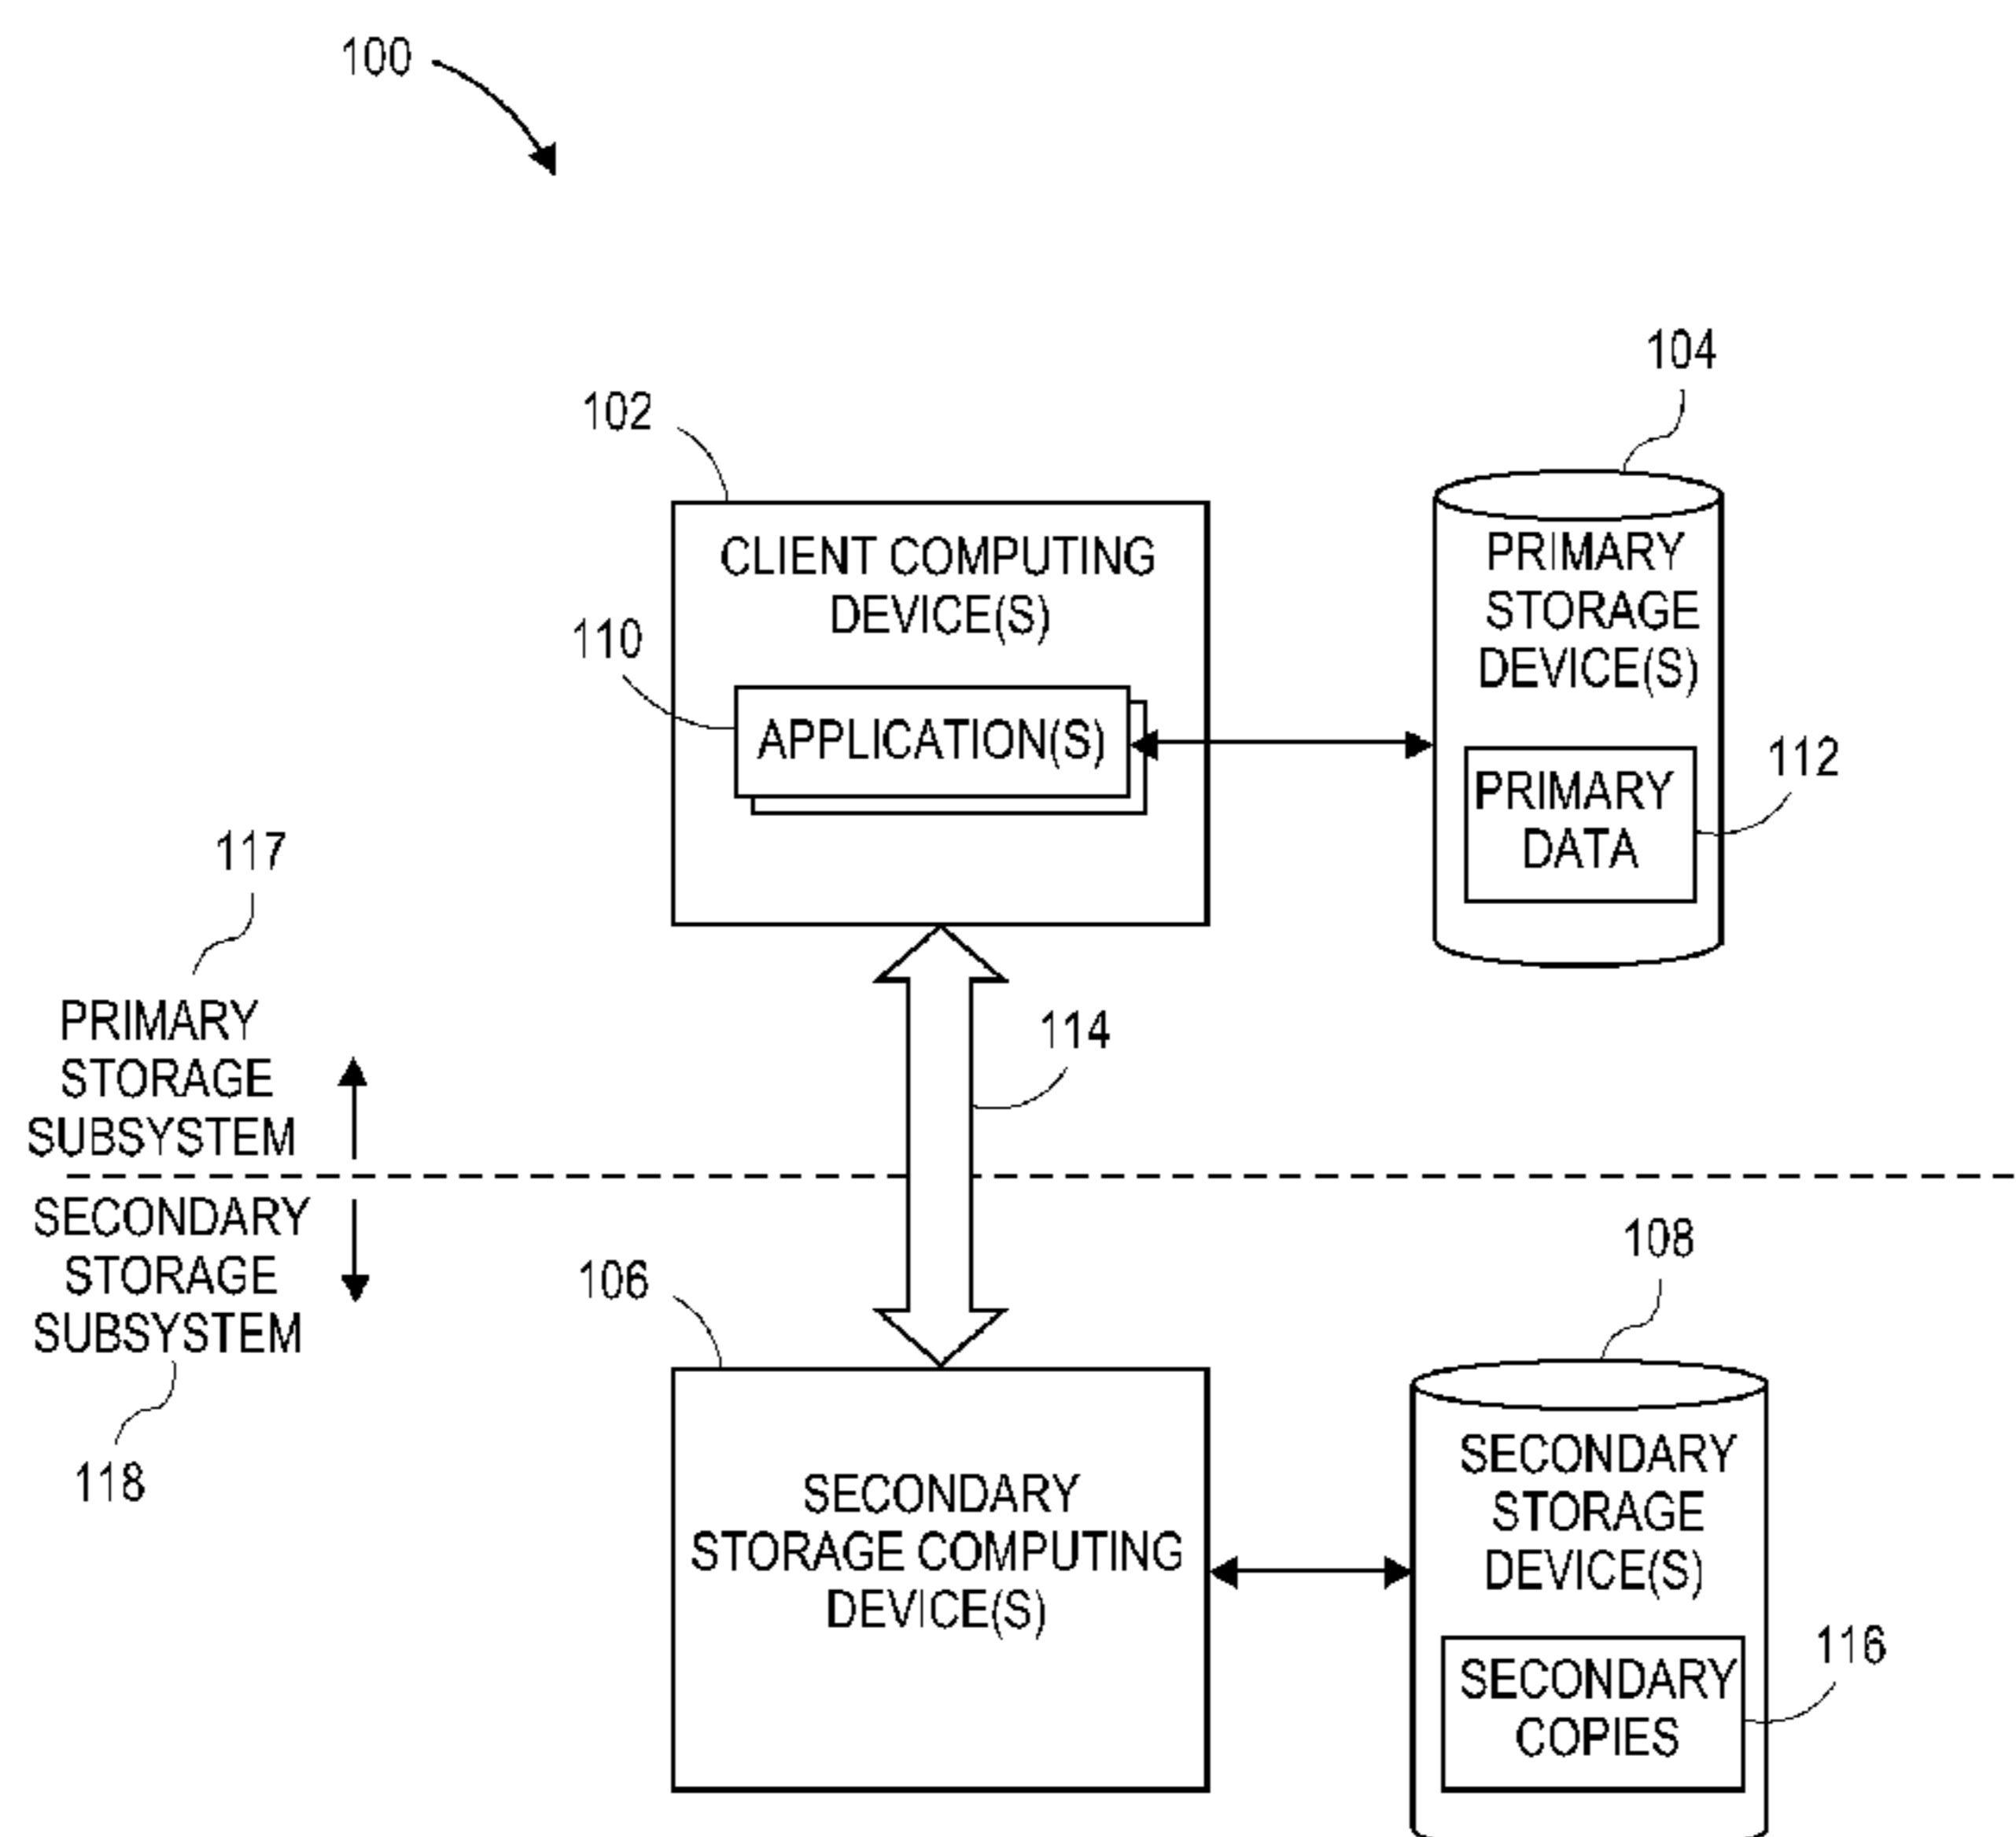 100
104
102
CLIENT COMPUTING
DEVICE(S)
110
APPLICATION(S)
PRIMARY
STORAGE
DEVICE(S)
112
PRIMARY
DATA
117
PRIMARY
STORAGE
SUBSYSTEM
114
SECONDARY
STORAGE
SUBSYSTEM
118
106
SECONDARY
STORAGE COMPUTING
DEVICE(S)
108
SECONDARY
STORAGE
DEVICE(S)
116
SECONDARY
COPIES